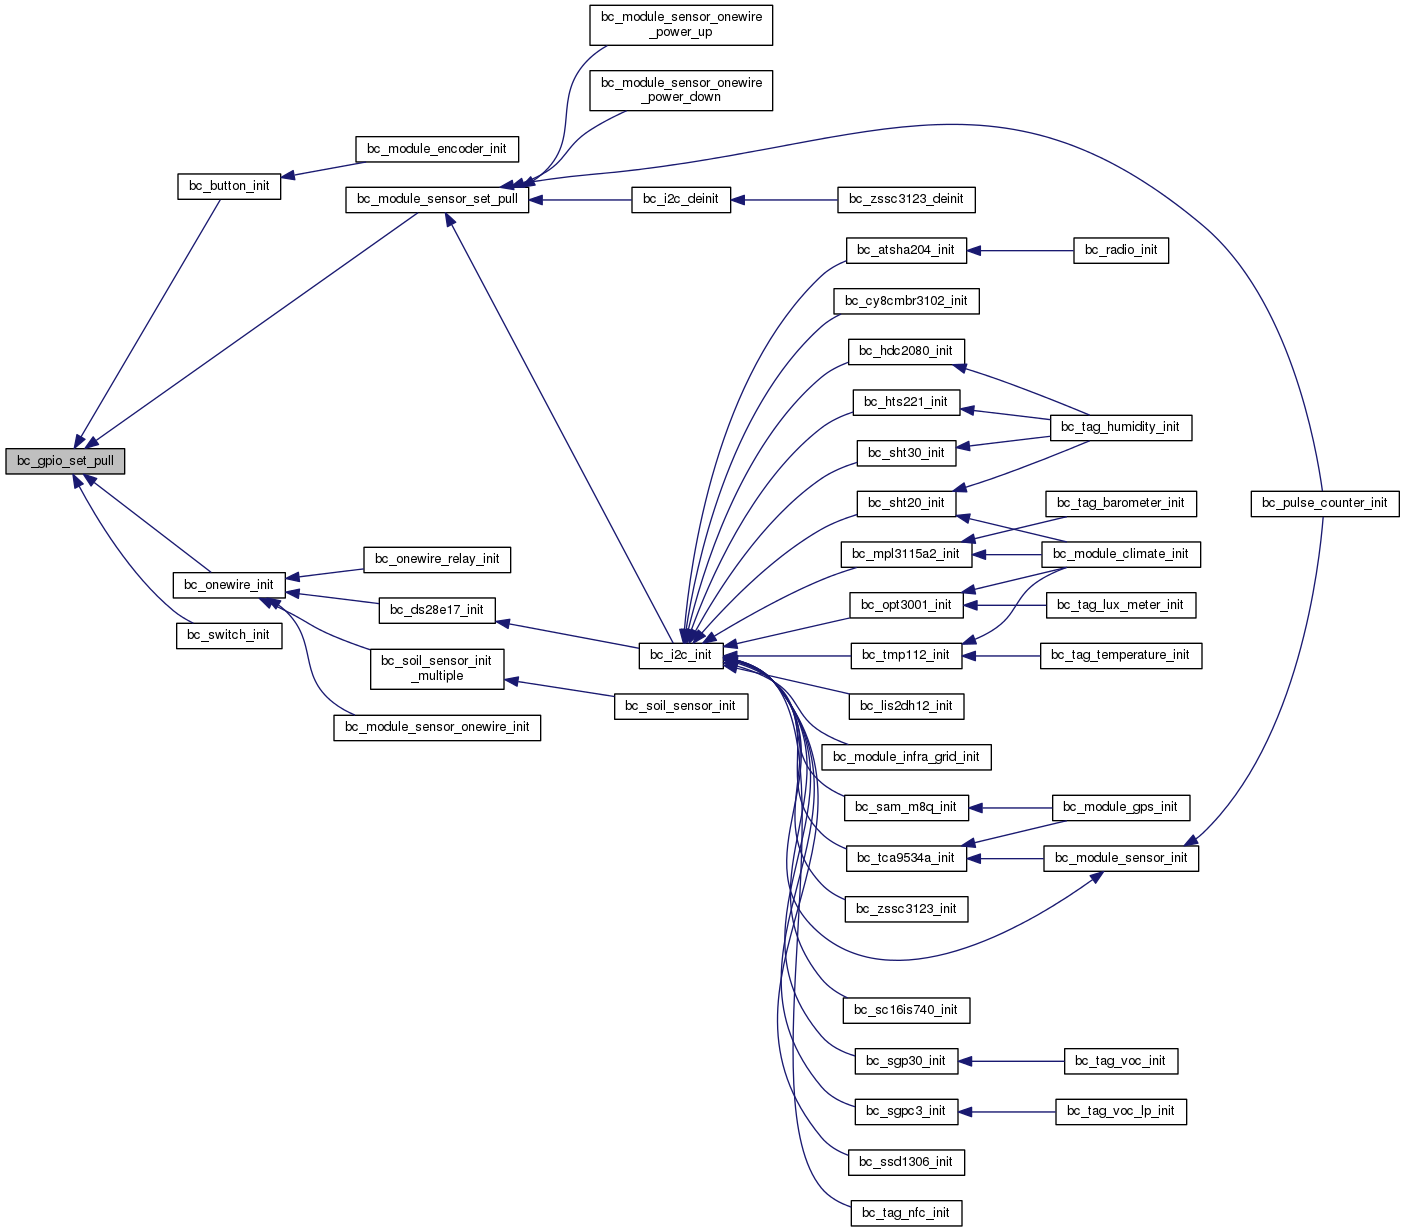 bc_module_sensor_onewire
_power_up
bc_module_sensor_onewire
_power_down
bc_module_encoder_init
bc_button_init
bc_module_sensor_set_pull
bc_i2c_deinit
bc_zssc3123_deinit
bc_atsha204_init
bc_radio_init
bc_cy8cmbr3102_init
bc_hdc2080_init
bc_hts221_init
bc_tag_humidity_init
bc_sht30_init
bc_gpio_set_pull
bc_sht20_init
bc_tag_barometer_init
bc_pulse_counter_init
bc_mpl3115a2_init
bc_module_climate_init
bc_onewire_relay_init
bc_onewire_init
bc_ds28e17_init
bc_opt3001_init
bc_tag_lux_meter_init
bc_switch_init
bc_i2c_init
bc_tmp112_init
bc_tag_temperature_init
bc_soil_sensor_init
_multiple
bc_soil_sensor_init
bc_lis2dh12_init
bc_module_sensor_onewire_init
bc_module_infra_grid_init
bc_sam_m8q_init
bc_module_gps_init
bc_tca9534a_init
bc_module_sensor_init
bc_zssc3123_init
bc_sc16is740_init
bc_sgp30_init
bc_tag_voc_init
bc_sgpc3_init
bc_tag_voc_lp_init
bc_ssd1306_init
bc_tag_nfc_init